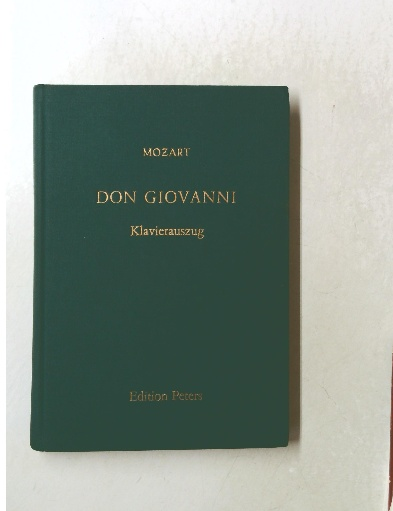 MOZART
DON GIOVANNI
Klavierauszug
Edition Peters